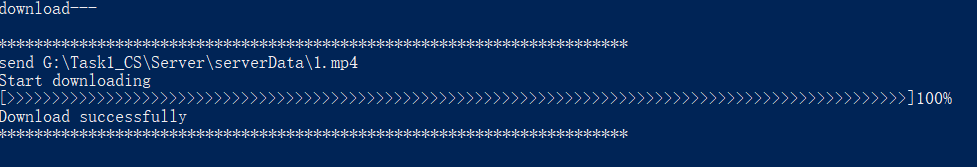 download---
***********************************************************************
send G:\Task1_CS\Server\serverData\1.mp4
Start downloading
[>>>>>>>>>>>>>>>>>>>>>>>>>>>>>>>>>>>>>>>>>>>>>>>>>>>>>>>>>>>>>>>>>>>>>>>>>>>>>>>>>>>>>>>>>>>>>>>>>>>>]100%
Download successfully
***********************************************************************